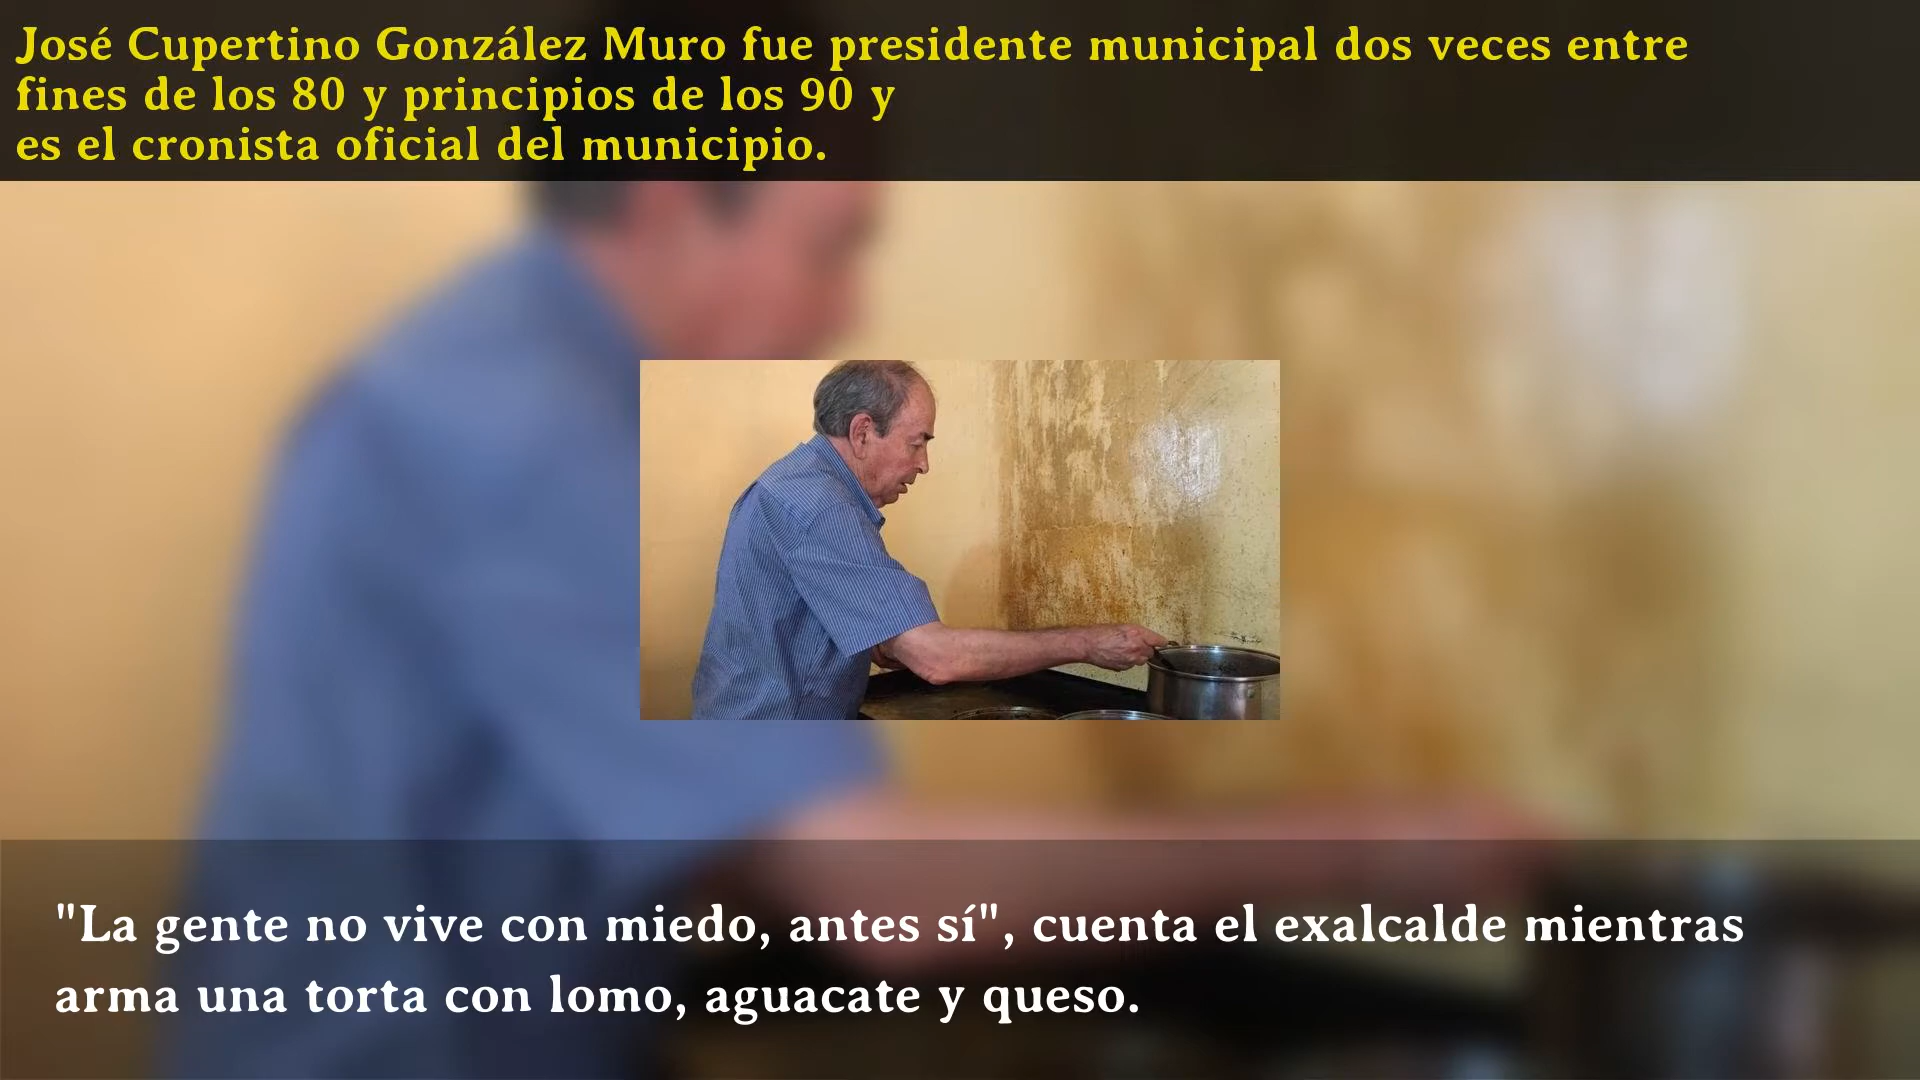 José Cupertino González Muro fue presidente municipal dos veces entre
fines de los 80 y principios de los 90 y
es el cronista oficial del municipio.
"La gente no vive con miedo, antes sí", cuenta el exalcalde mientras
arma una torta con lomo, aguacate y queso.